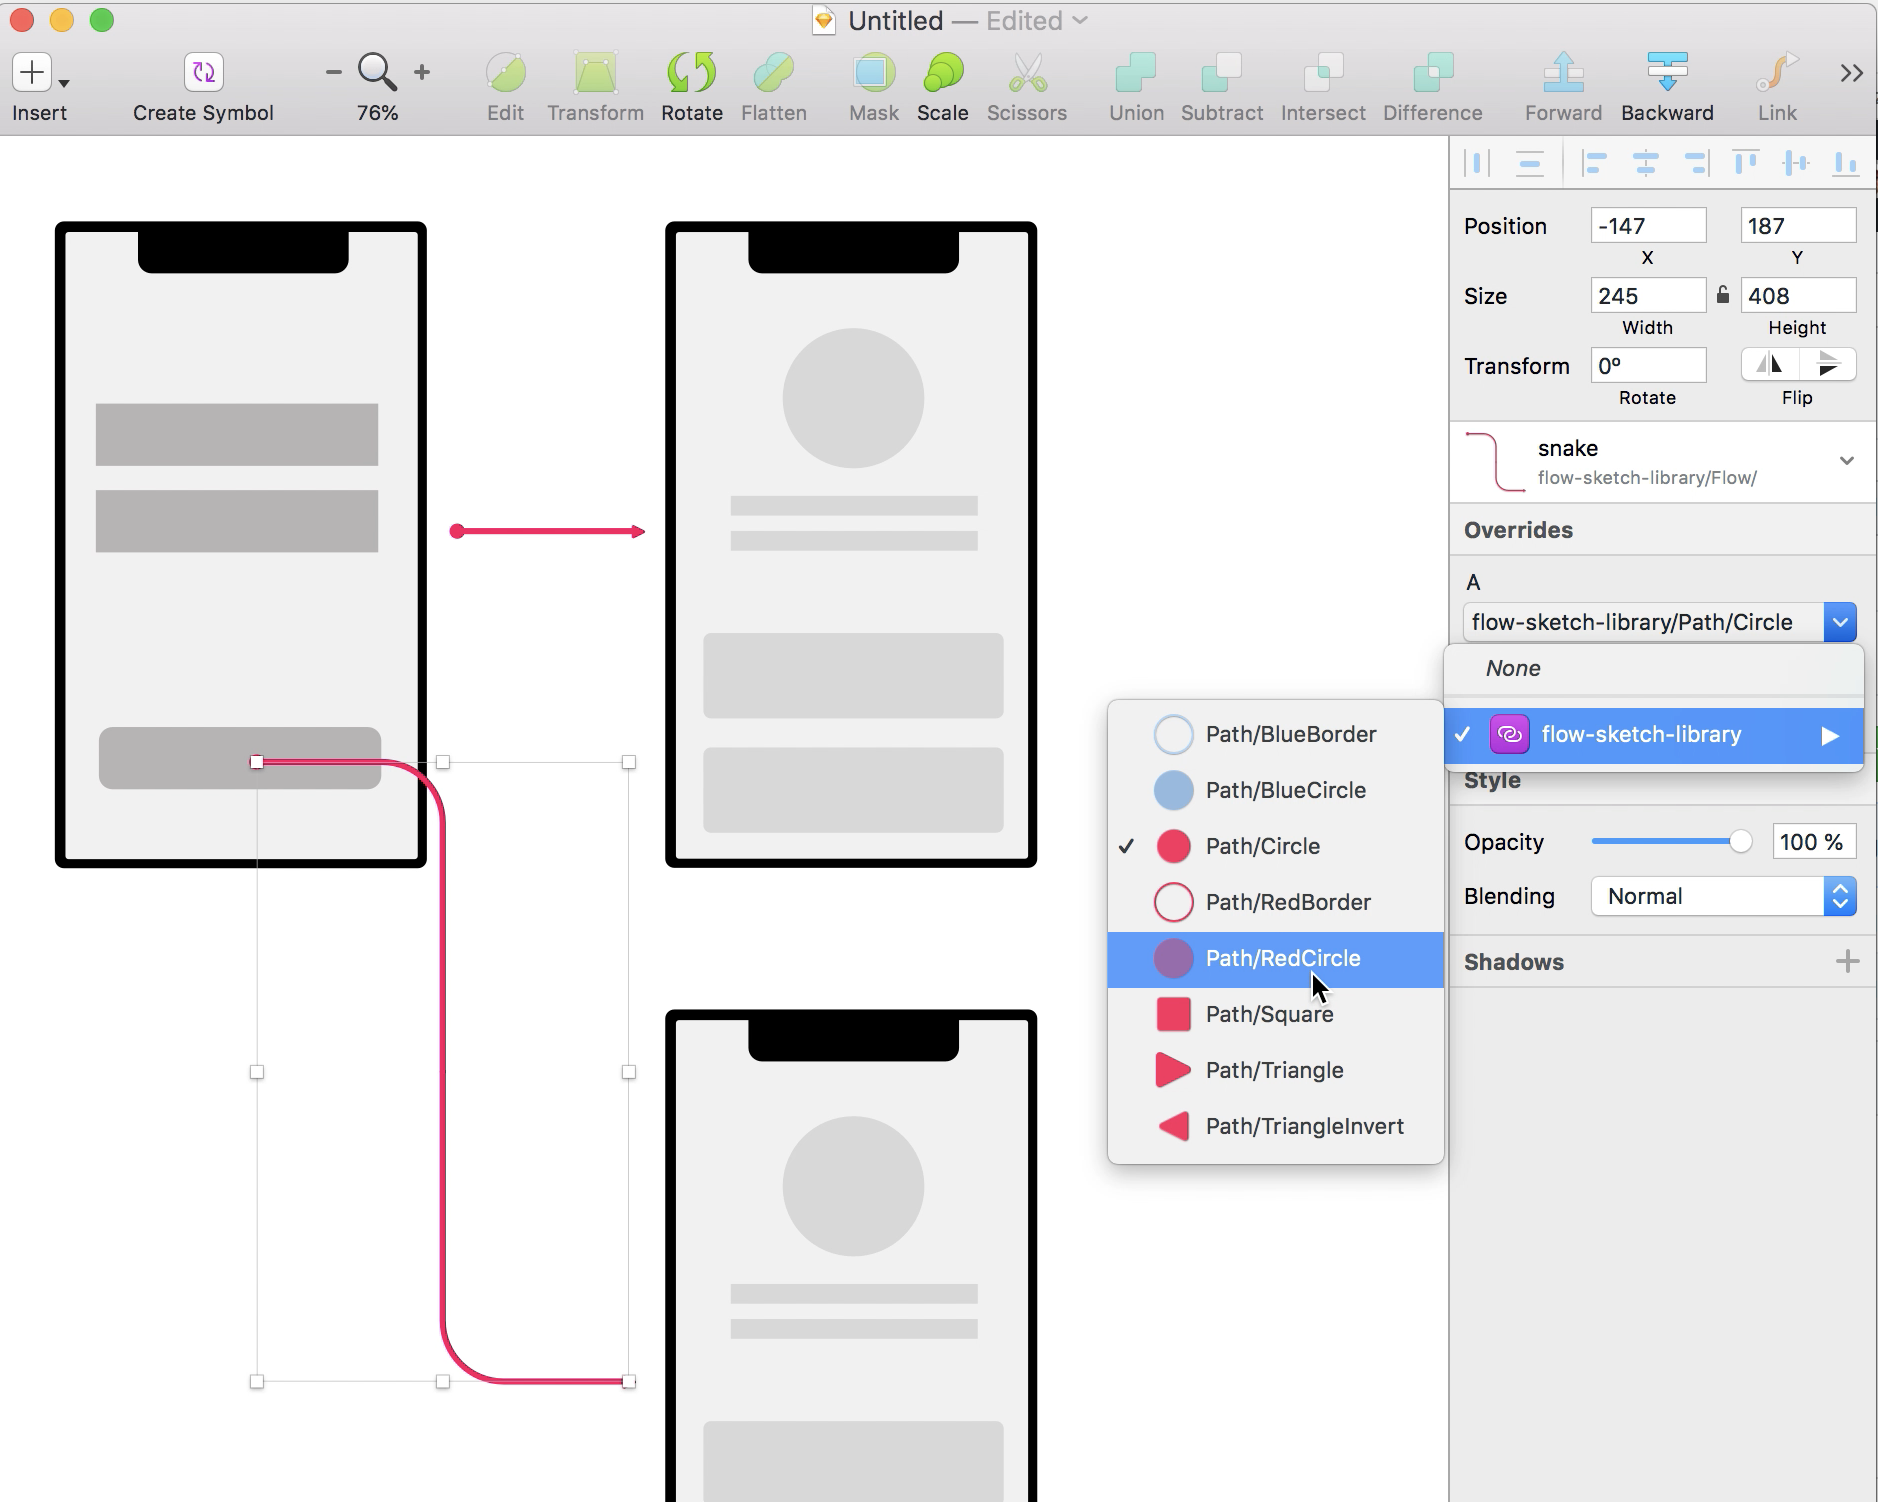 Untitled — Edited
Insert
Create Symbol
76%
Edit
Transform
Rotate
Flatten
Mask
Scale
Scissors
Union
Subtract
Intersect
Difference
Forward
Backward
Link
Position
-147
187
X
Y
Size
245
408
Width
Height
Transform
0º
Rotate
Flip
snake
flow-sketch-library/Flow/
Overrides
A
flow-sketch-library/Path/Circle
None
flow-sketch-library
Path/BlueBorder
Path/BlueCircle
Path/Circle
Path/RedBorder
Path/RedCircle
Path/Square
Path/Triangle
Path/TriangleInvert
Style
Opacity
100 %
Blending
Normal
Shadows